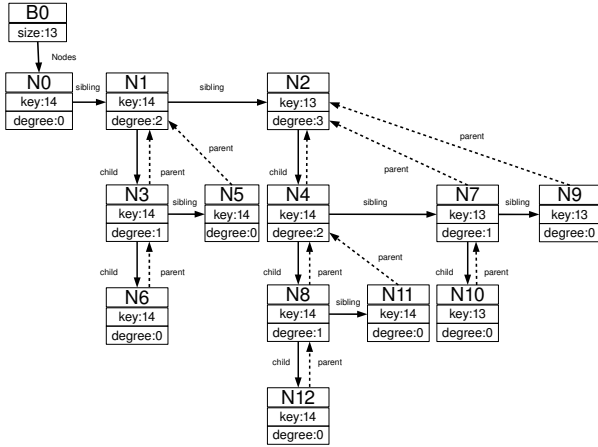 B0
size:13
Nodes
N0
key:14
degree:0
sibling
N1
key:14
degree:2
sibling
N2
key:13
degree:3
parent
parent
child
parent
child
N3
key:14
degree:1
sibling
N5
key:14
degree:0
N4
key:14
degree:2
sibling
N7
key:13
degree:1
sibling
N9
key:13
degree:0
child
parent
child
parent
parent
child
parent
N6
key:14
degree:0
N8
key:14
degree:1
sibling
N11
key:14
degree:0
N10
key:13
degree:0
child
parent
N12
key:14
degree:0